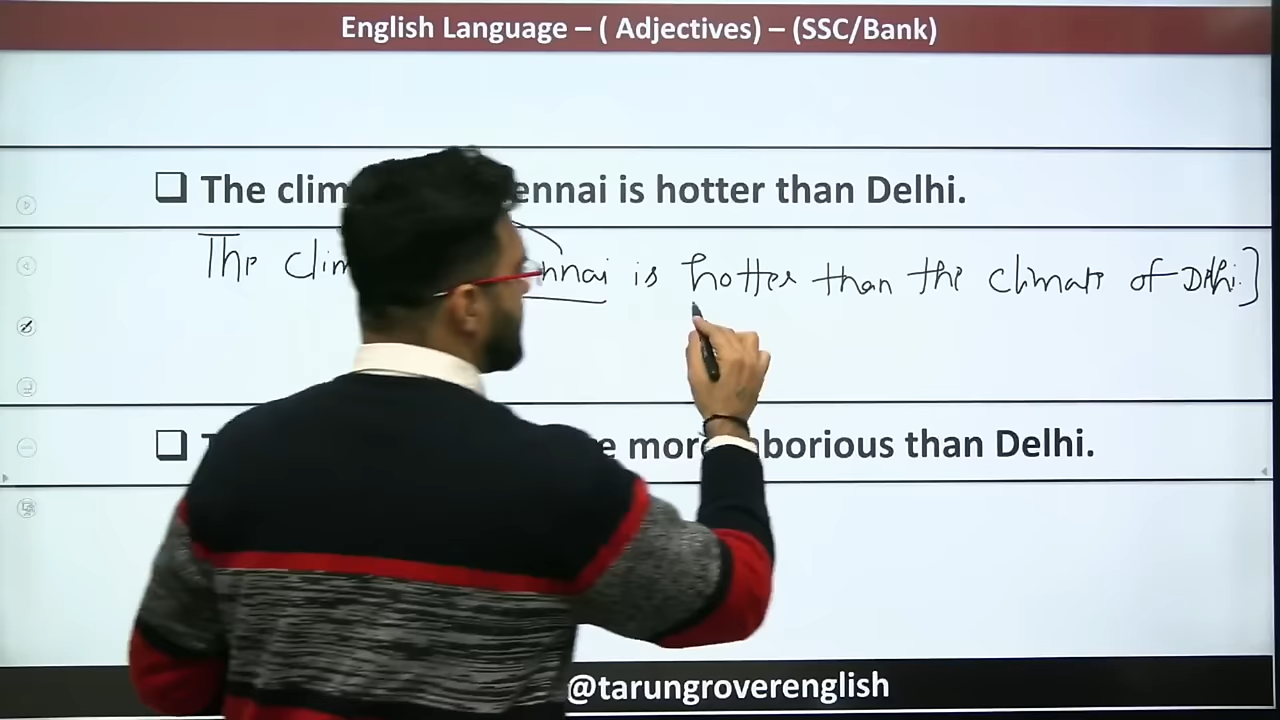 English Language – ( Adjectives) – (SSC/Bank)
The clim ennai is hotter than Delhi.
The clim nnai is hotter than the climate of Delhi.]
more aborious than Delhi.
@tarungroverenglish